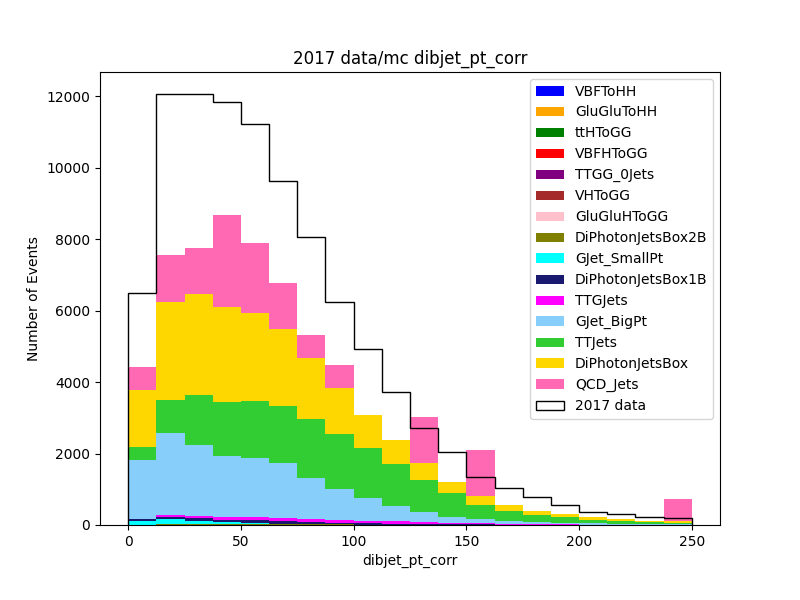 2017 data/mc dibjet_pt_corr
12000
10000
8000
6000
4000
2000
0
Number of Events
0
50
100
150
200
250
dibjet_pt_corr
VBFToHH
GluGluToHH
ttHToGG
VBFHToGG
TTGG_0Jets
VHToGG
GluGluHToGG
DiPhotonJetsBox2B
GJet_SmallPt
DiPhotonJetsBox1B
TTGJets
GJet_BigPt
TTJets
DiPhotonJetsBox
QCD_Jets
2017 data